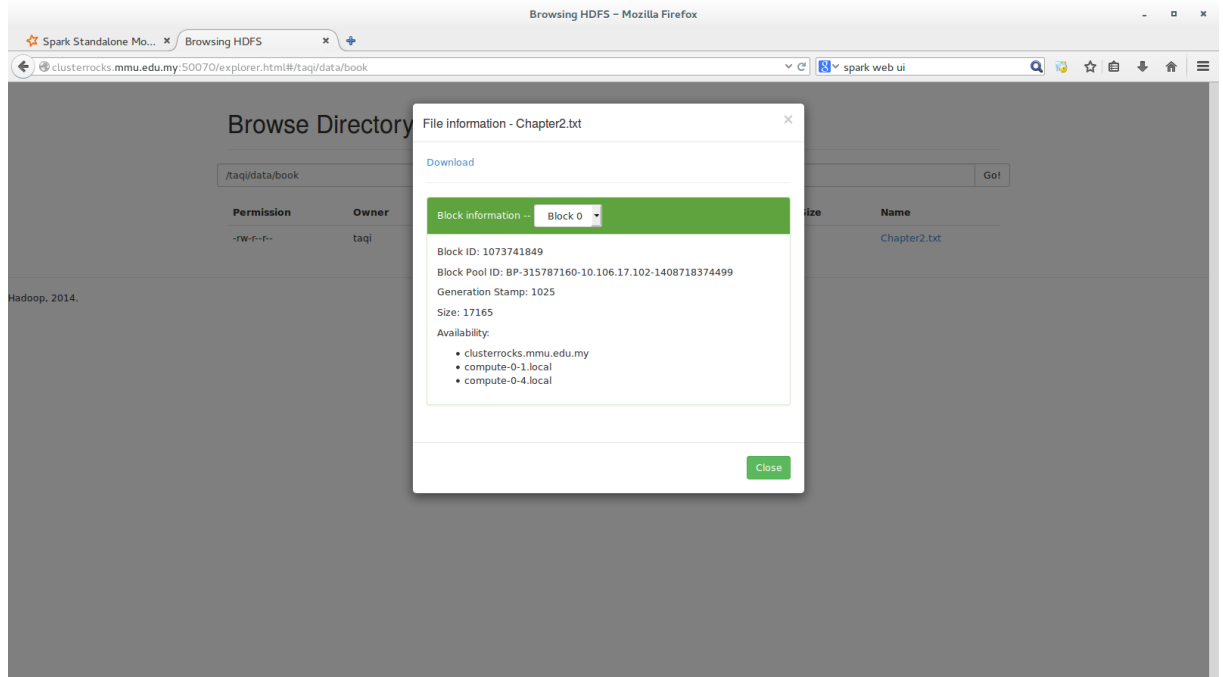 Browsing HDFS - Mozilla Firefox
Spark Standalone Mo... Browsing HDFS
clusterrocks.mmu.edu.my:50070/explorer.html#/taqi/data/book spark web ui
Browse Directory
File information - Chapter2.txt
Download
/taqi/data/book Go!
Block information -- Block 0
Permission Owner Size Name
-rw-r--r-- taqi Chapter2.txt
Block ID: 1073741849
Block Pool ID: BP-315787160-10.106.17.102-1408718374499
Generation Stamp: 1025
Hadoop, 2014.
Size: 17165
Availability:
• clusterrocks.mmu.edu.my
• compute-0-1.local
• compute-0-4.local
Close